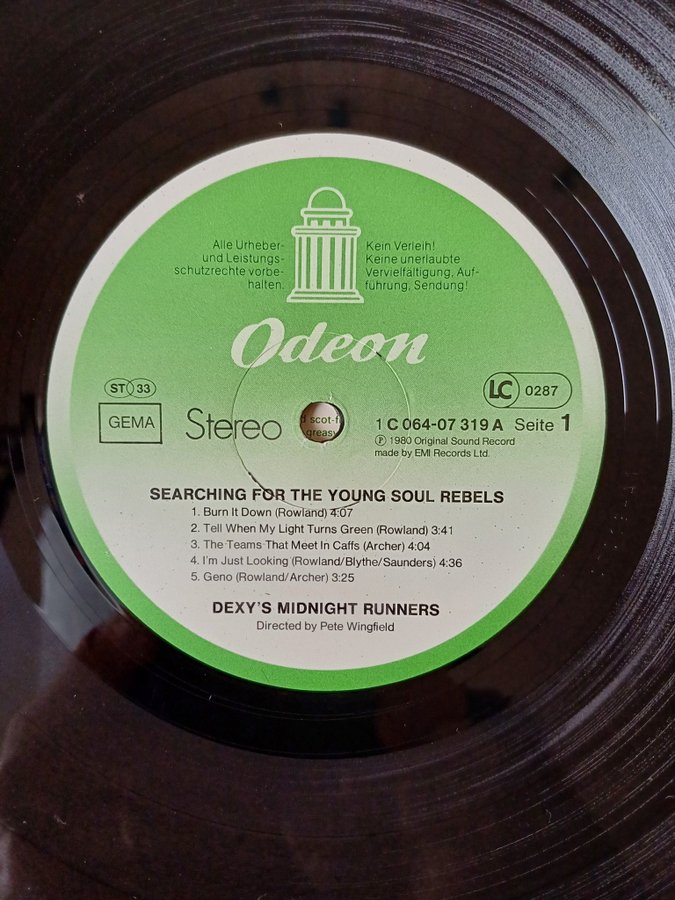 Alle Urheber-
und Leistungs-
schutzrechte vorbe-
halten.
Kein Verleih!
Keine unerlaubte
Vervielfältigung, Auf-
führung, Sendung!
Odeon
ST 33
GEMA
Stereo
LC 0287
1 C 064-07 319 A Seite 1
℗ 1980 Original Sound Record
made by EMI Records Ltd.
scot-
greasy
SEARCHING FOR THE YOUNG SOUL REBELS
1. Burn It Down (Rowland) 4:07
2. Tell When My Light Turns Green (Rowland) 3:41
3. The Teams That Meet In Caffs (Archer) 4:04
4. I'm Just Looking (Rowland/Blythe/Saunders) 4:36
5. Geno (Rowland/Archer) 3:25
DEXY'S MIDNIGHT RUNNERS
Directed by Pete Wingfield